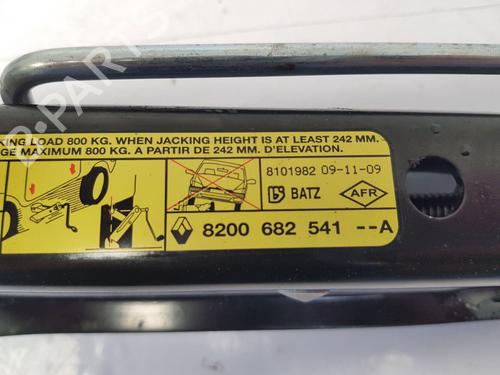 KING LOAD 800 KG. WHEN JACKING HEIGHT IS AT LEAST 242 MM.
GE MAXIMUM 800 KG. A PARTIR DE 242 MM. D'ELEVATION.
8101982 09-11-09
BATZ
AFR
8200 682 541 --A